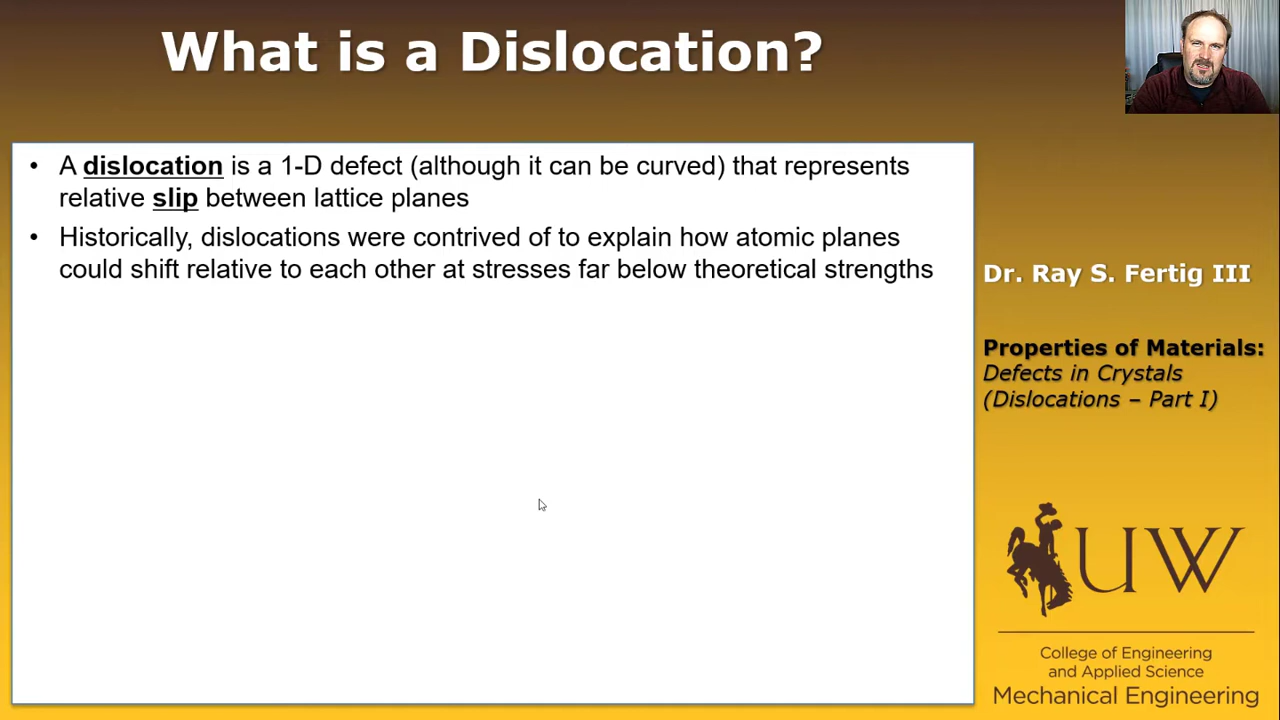 What is a Dislocation?
• A dislocation is a 1-D defect (although it can be curved) that represents
relative slip between lattice planes
• Historically, dislocations were contrived of to explain how atomic planes
could shift relative to each other at stresses far below theoretical strengths
Dr. Ray S. Fertig III
Properties of Materials:
Defects in Crystals
(Dislocations – Part I)
UW
College of Engineering
and Applied Science
Mechanical Engineering